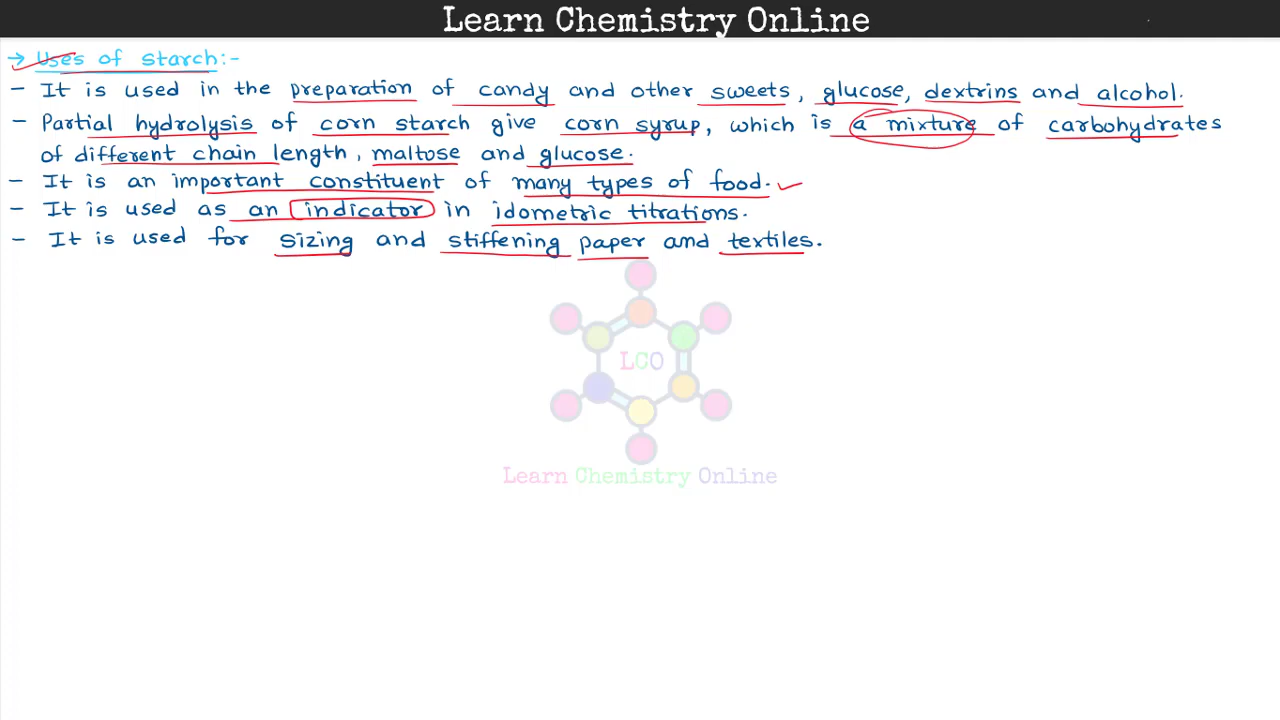 Learn Chemistry Online
→ Uses of starch:-
- It is used in the preparation of candy and other sweets, glucose, dextrins and alcohol.
- Partial hydrolysis of corn starch give corn syrup, which is a mixture of carbohydrates
of different chain length, maltose and glucose.
- It is an important constituent of many types of food.
- It is used as an indicator in idometric titrations.
- It is used for sizing and stiffening paper and textiles.
LCO
Learn Chemistry Online